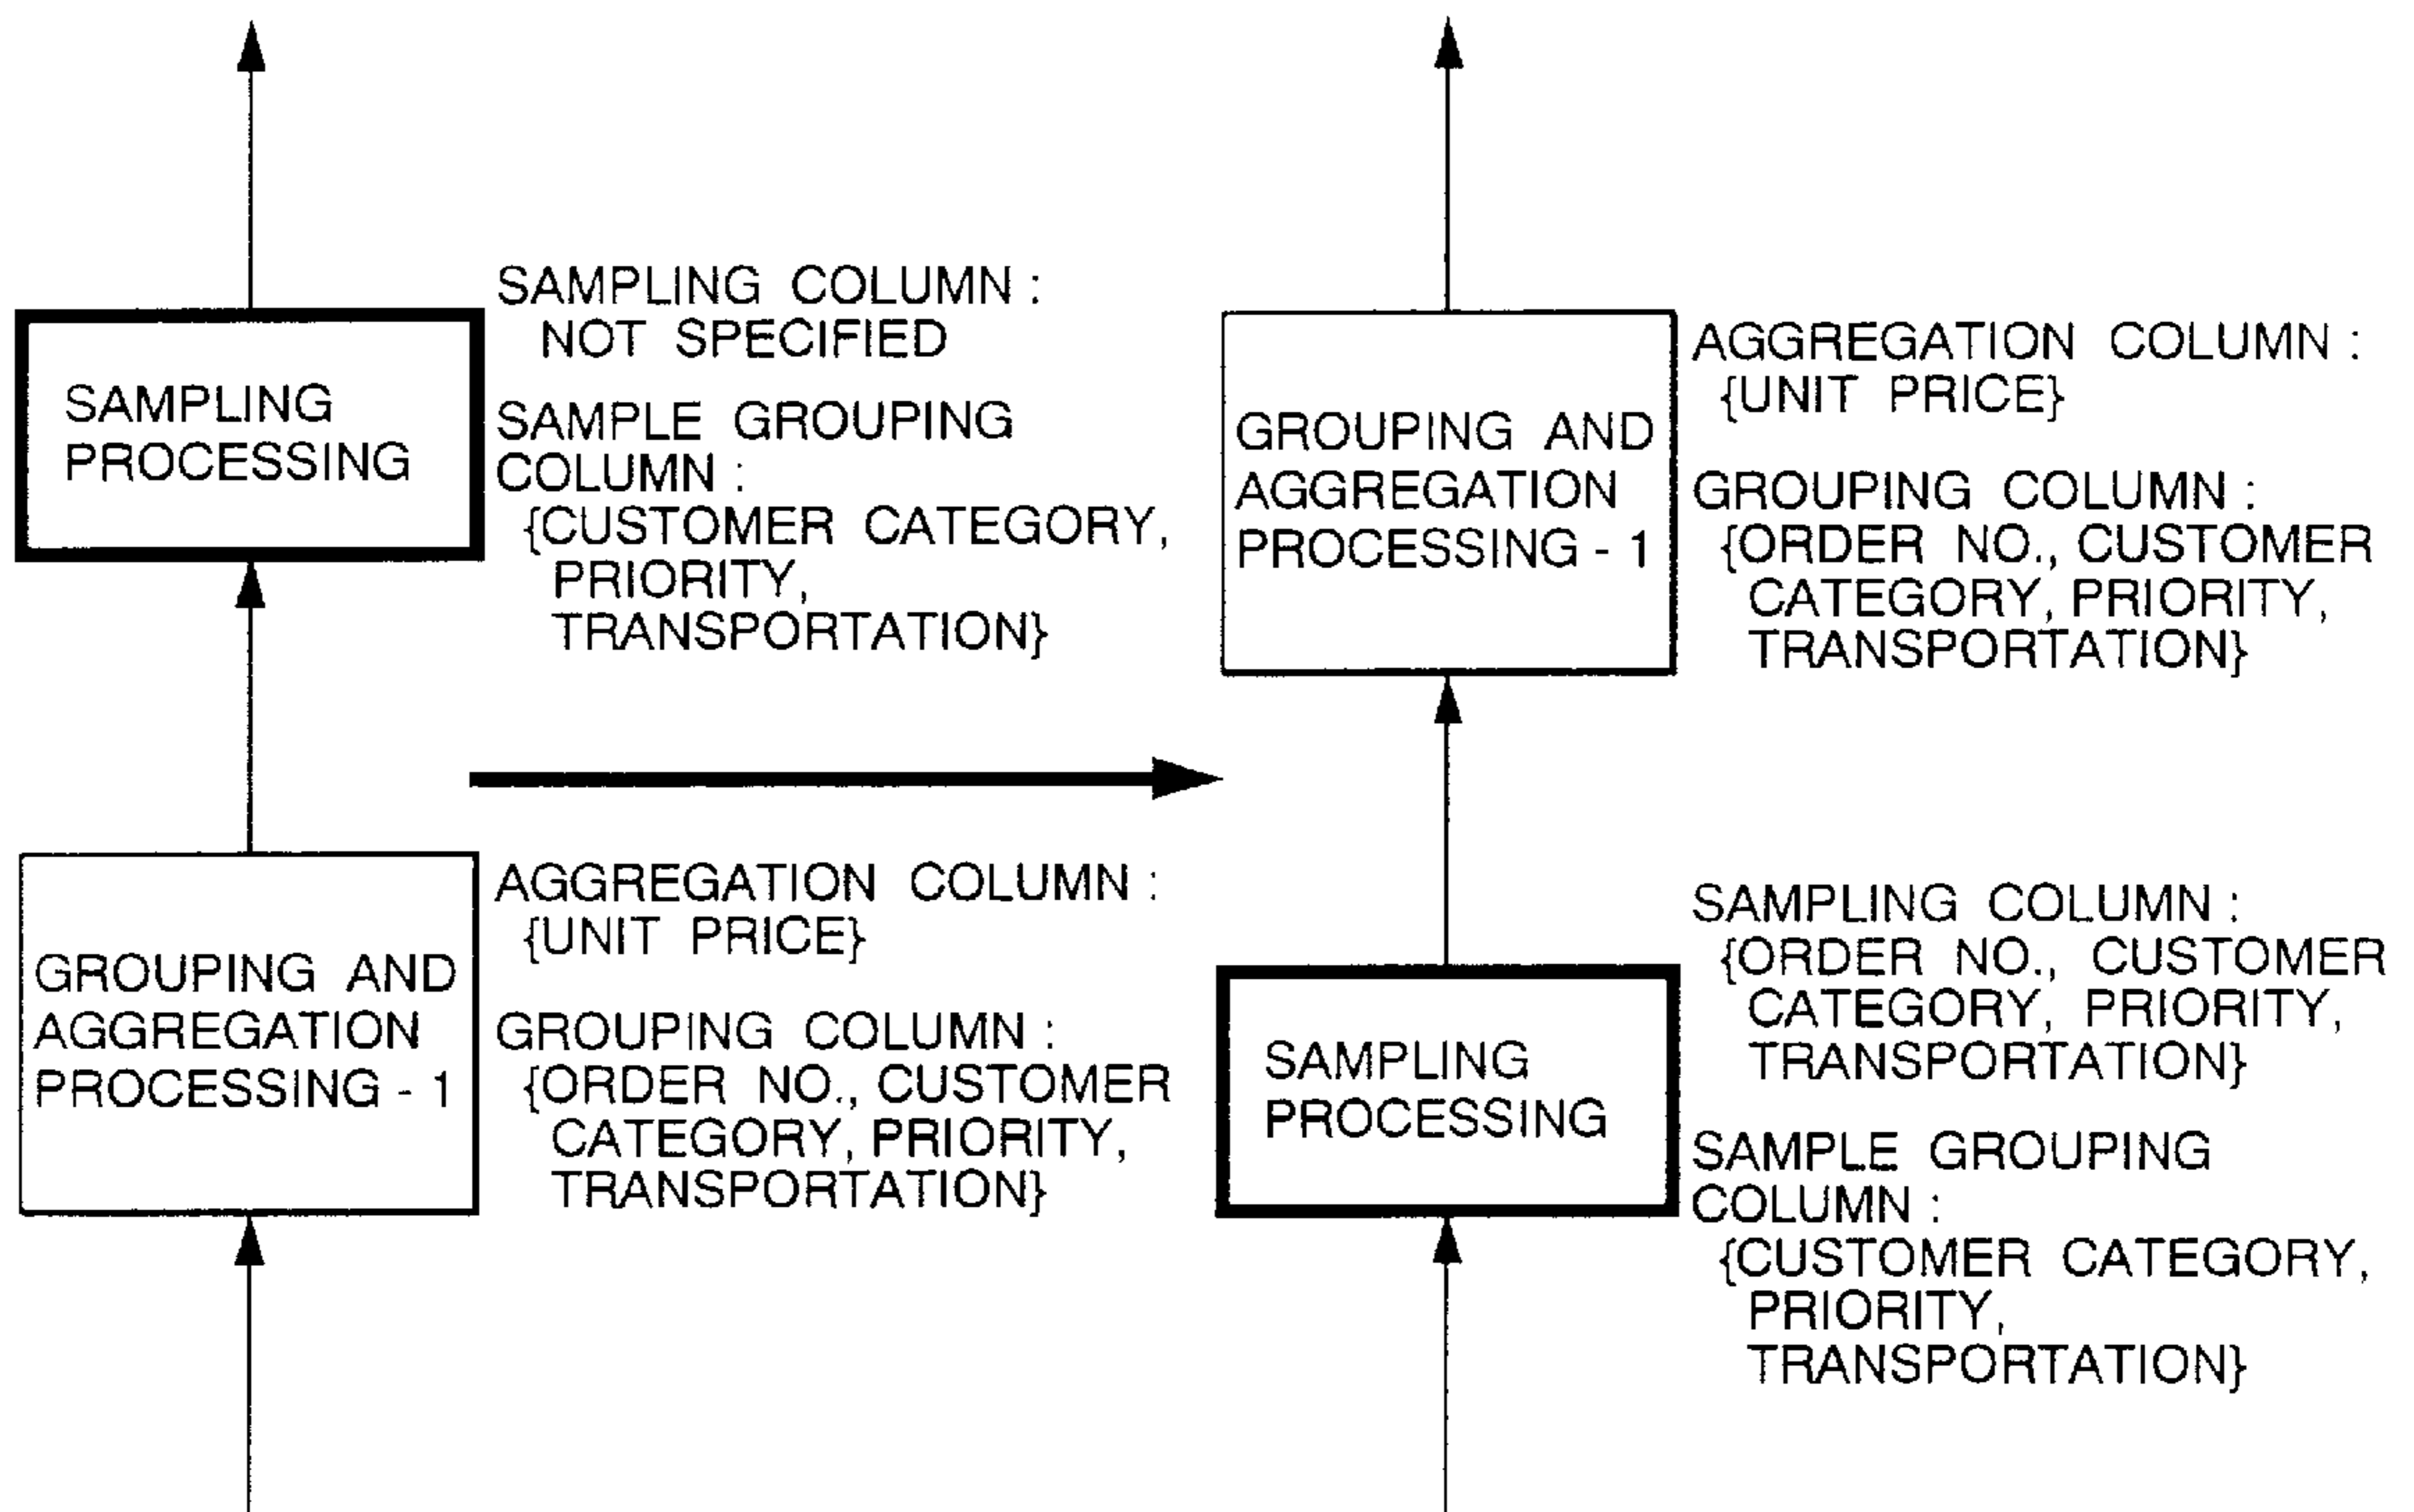 SAMPLING
PROCESSING
SAMPLING COLUMN :
NOT SPECIFIED
SAMPLE GROUPING
COLUMN :
{CUSTOMER CATEGORY,
PRIORITY,
TRANSPORTATION}
GROUPING AND
AGGREGATION
PROCESSING - 1
AGGREGATION COLUMN :
{UNIT PRICE}
GROUPING COLUMN :
{ORDER NO., CUSTOMER
CATEGORY, PRIORITY,
TRANSPORTATION}
GROUPING AND
AGGREGATION
PROCESSING - 1
AGGREGATION COLUMN :
{UNIT PRICE}
GROUPING COLUMN :
{ORDER NO., CUSTOMER
CATEGORY, PRIORITY,
TRANSPORTATION}
SAMPLING
PROCESSING
SAMPLING COLUMN :
{ORDER NO., CUSTOMER
CATEGORY, PRIORITY,
TRANSPORTATION}
SAMPLE GROUPING
COLUMN :
{CUSTOMER CATEGORY,
PRIORITY,
TRANSPORTATION}